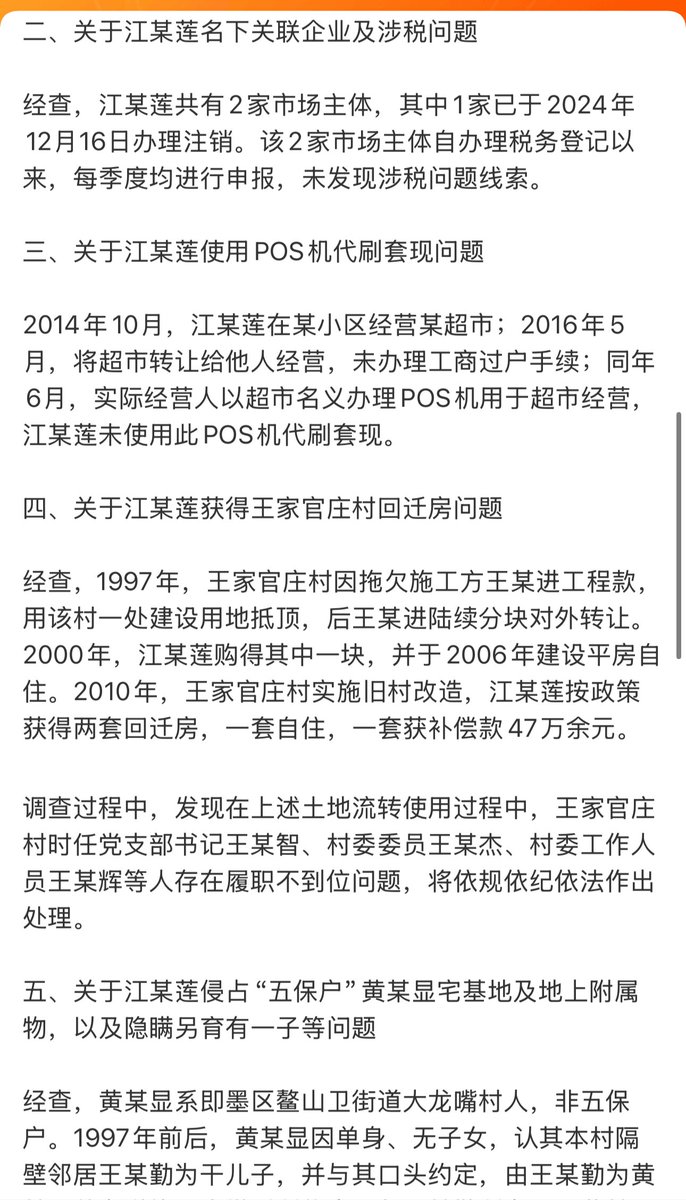 二、关于江某莲名下关联企业及涉税问题
经查，江某莲共有2家市场主体，其中1家已于2024年
12月16日办理注销。该2家市场主体自办理税务登记以
来，每季度均进行申报，未发现涉税问题线索。
三、关于江某莲使用POS机代刷套现问题
2014年10月，江某莲在某小区经营某超市；2016年5
月，将超市转让给他人经营，未办理工商过户手续；同年
6月，实际经营人以超市名义办理POS机用于超市经营，
江某莲未使用此POS机代刷套现。
四、关于江某莲获得王家官庄村回迁房问题
经查，1997年，王家官庄村因拖欠施工方王某进工程款，
用该村一处建设用地抵顶，后王某进陆续分块对外转让。
2000年，江某莲购得其中一块，并于2006年建设平房自
住。2010年，王家官庄村实施旧村改造，江某莲按政策
获得两套回迁房，一套自住，一套获补偿款47万余元。
调查过程中，发现在上述土地流转使用过程中，王家官庄
村时任党支部书记王某智、村委委员王某杰、村委工作人
员王某辉等人存在履职不到位问题，将依规依纪依法作出
处理。
五、关于江某莲侵占“五保户”黄某显宅基地及地上附属
物，以及隐瞒另育有一子等问题
经查，黄某显系即墨区鳌山卫街道大龙嘴村人，非五保
户。1997年前后，黄某显因单身、无子女，认其本村隔
壁邻居王某勤为干儿子，并与其口头约定，由王某勤为黄